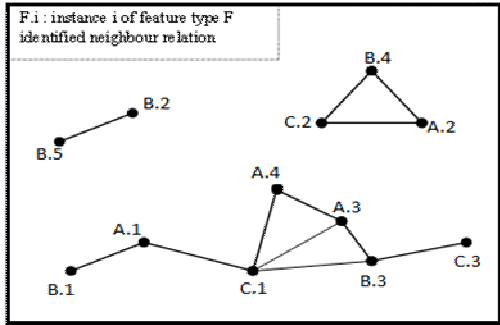 F.i : instance i of feature type F
identified neighbour relation
B.4
B.2
C.2
A.2
B.5
A.4
A.3
A.1
C.3
B.1
C.1
B.3